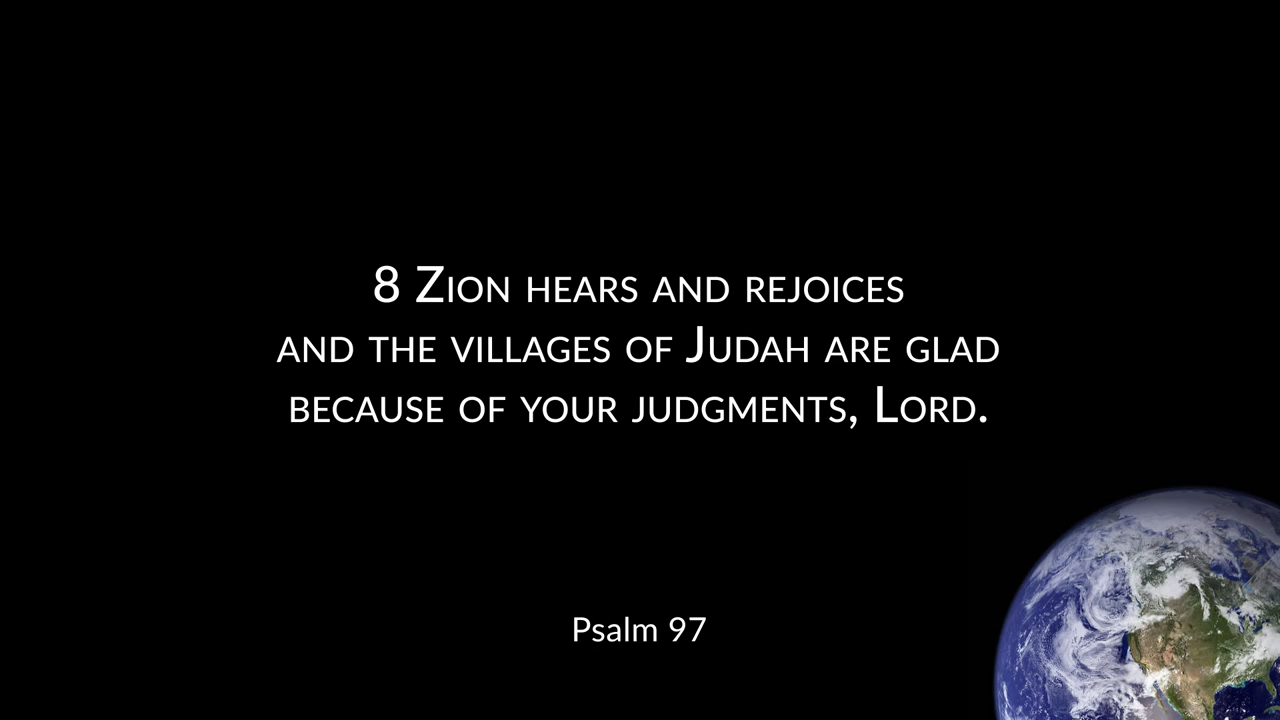 8 Zion hears and rejoices
and the villages of Judah are glad
because of your judgments, Lord.
Psalm 97